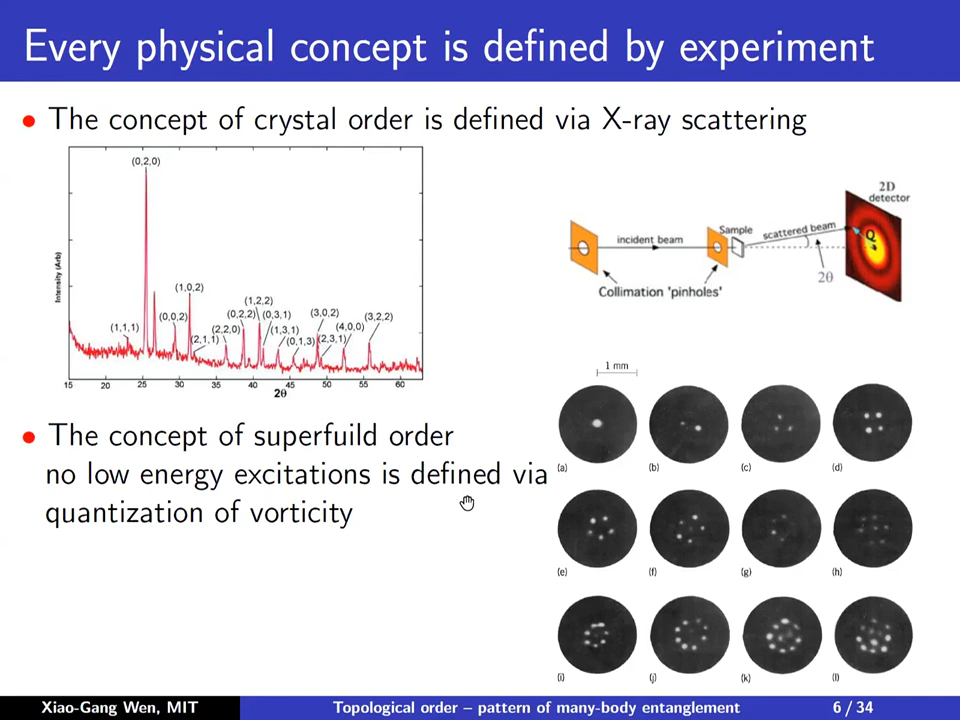 Every physical concept is defined by experiment
• The concept of crystal order is defined via X-ray scattering
(0,2,0)
(1,0,2)
(1,2,2)
(0,0,2)
(0,2,2)
(0,3,1)
(3,0,2)
(3,2,2)
(1,1,1)
(2,2,0)
(1,3,1)
(4,0,0)
(2,1,1)
(0,1,3)
(2,3,1)
Intensity (Arb)
15 20 25 30 35 40 45 50 55 60
2θ
2D
detector
Sample
scattered beam
Q
incident beam
2θ
Collimation 'pinholes'
1 mm
(a) (b) (c) (d)
• The concept of superfuild order
no low energy excitations is defined via
quantization of vorticity
(e) (f) (g) (h)
(i) (j) (k) (l)
Xiao-Gang Wen, MIT
Topological order – pattern of many-body entanglement
6 / 34